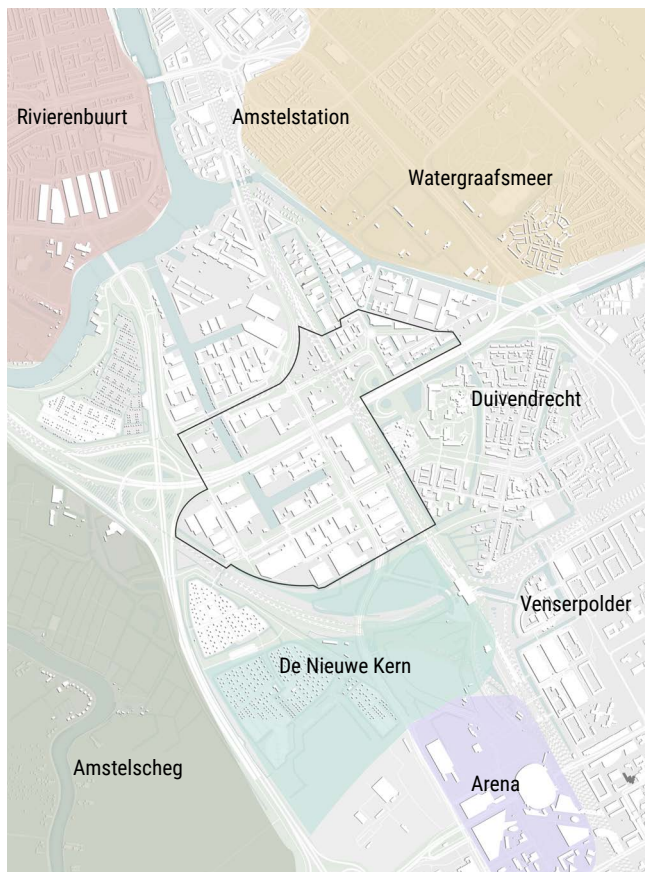 Rivierenbuurt
Amstelstation
Watergraafsmeer
Duivendrecht
Venserpolder
De Nieuwe Kern
Amstelscheg
Arena